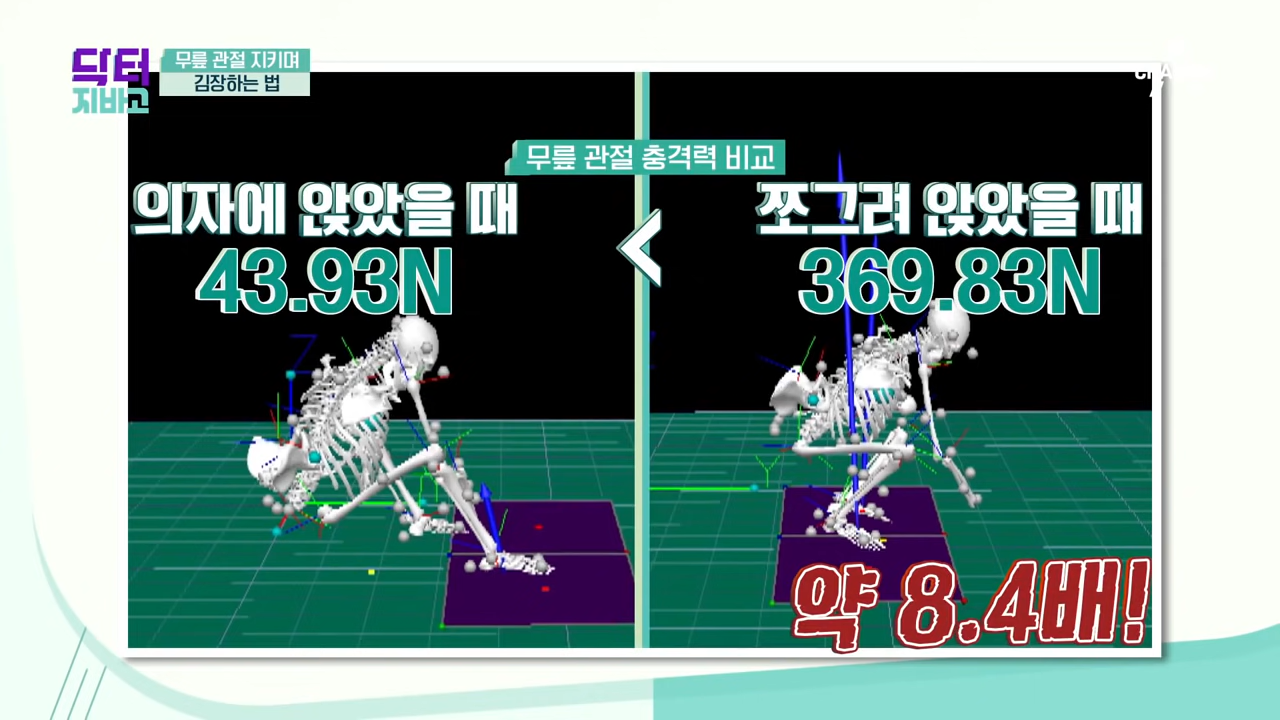 닥터
지바고
무릎 관절 지키며
김장하는 법
무릎 관절 충격력 비교
의자에 앉았을 때
43.93N
<
쪼그려 앉았을 때
369.83N
약 8.4배!